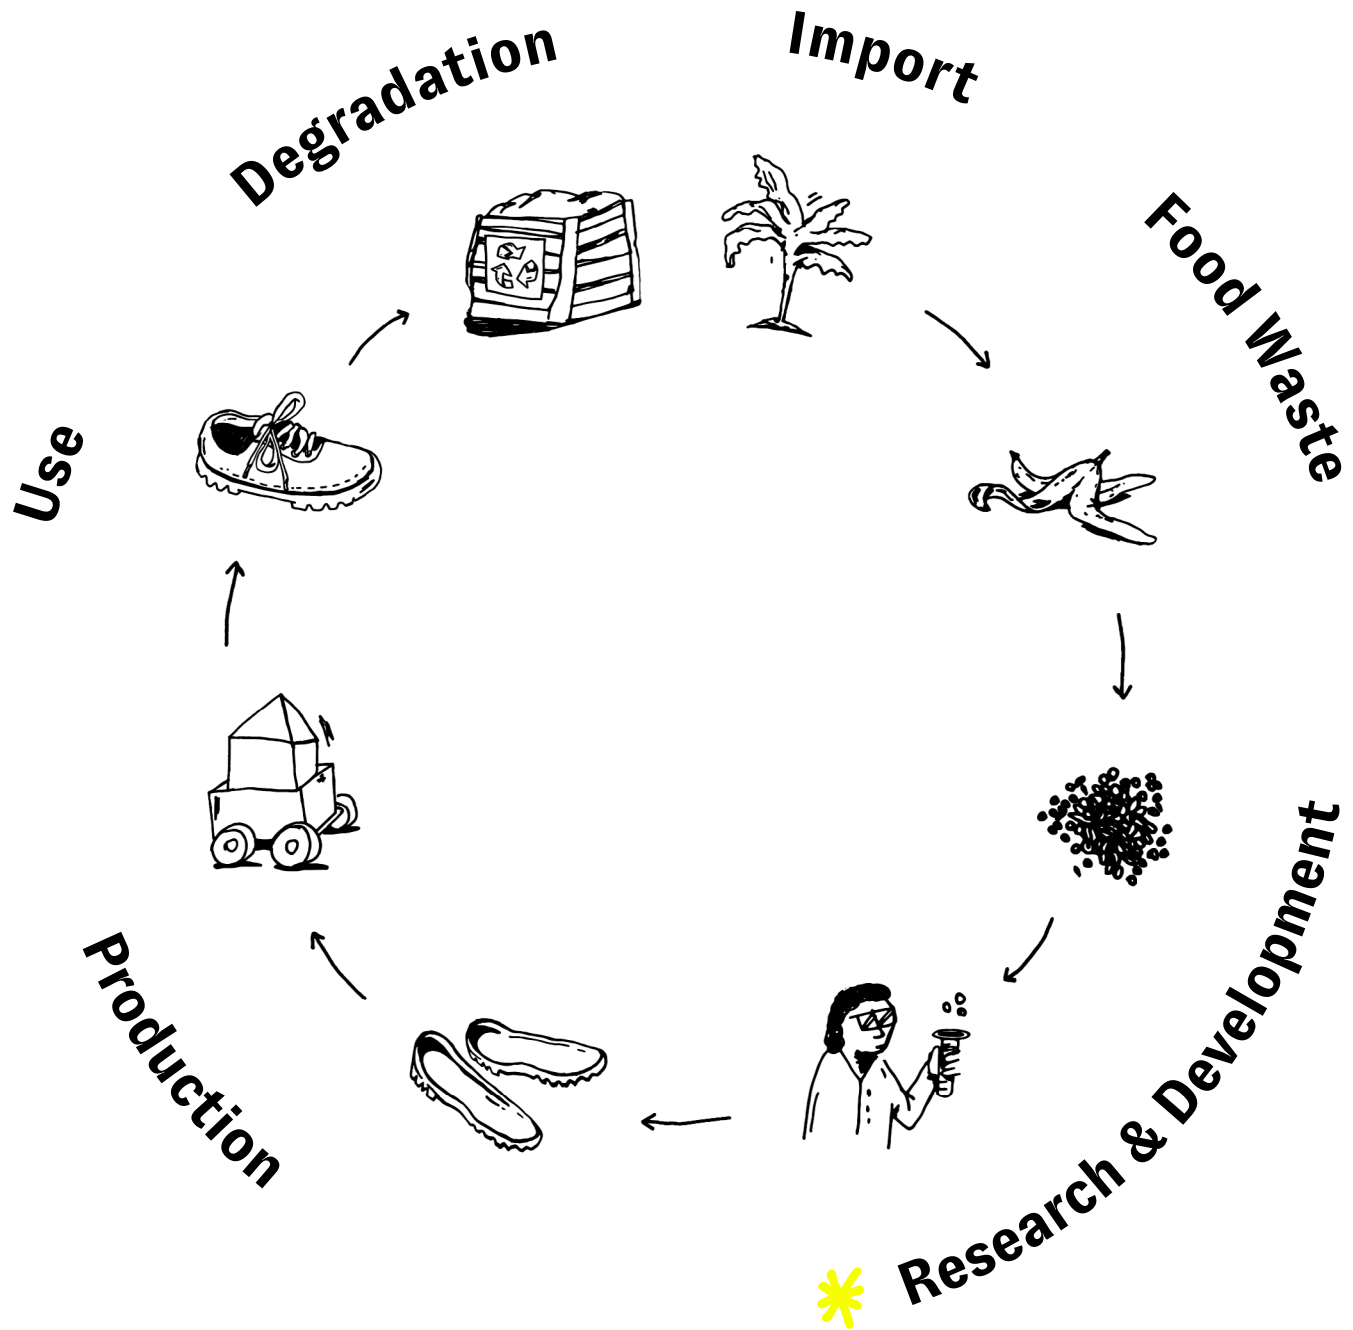 Import
Food Waste
Research & Development
Production
Use
Degradation